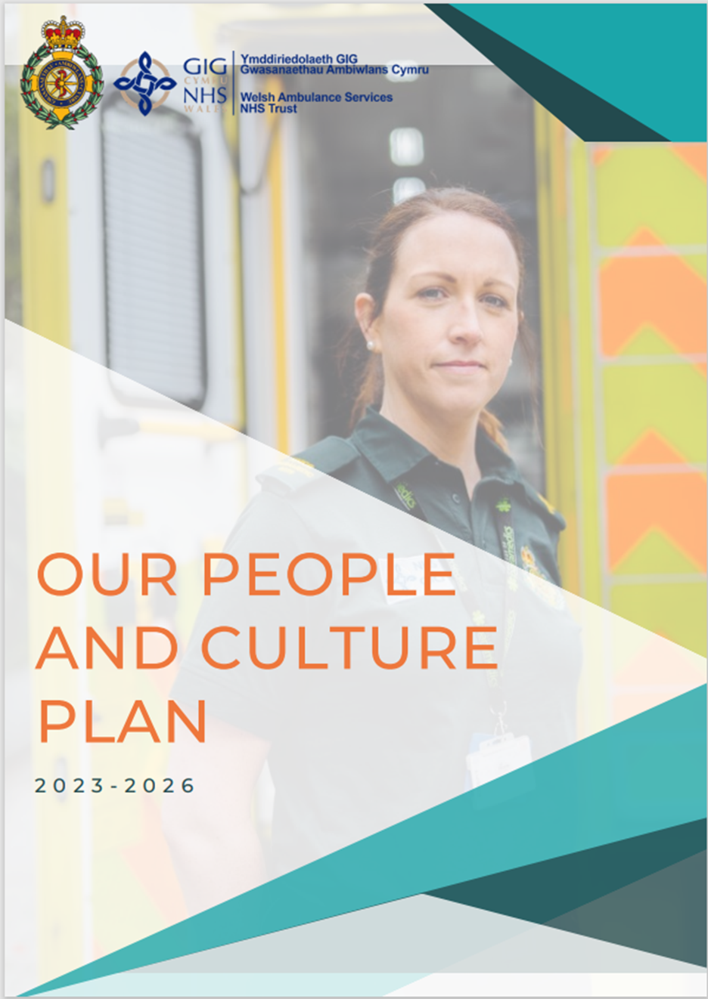 GIG
CYMRU
NHS
WALES
Ymddiriedolaeth GIG
Gwasanaethau Ambiwlans Cymru
Welsh Ambulance Services
NHS Trust
OUR PEOPLE
AND CULTURE
PLAN
2023-2026